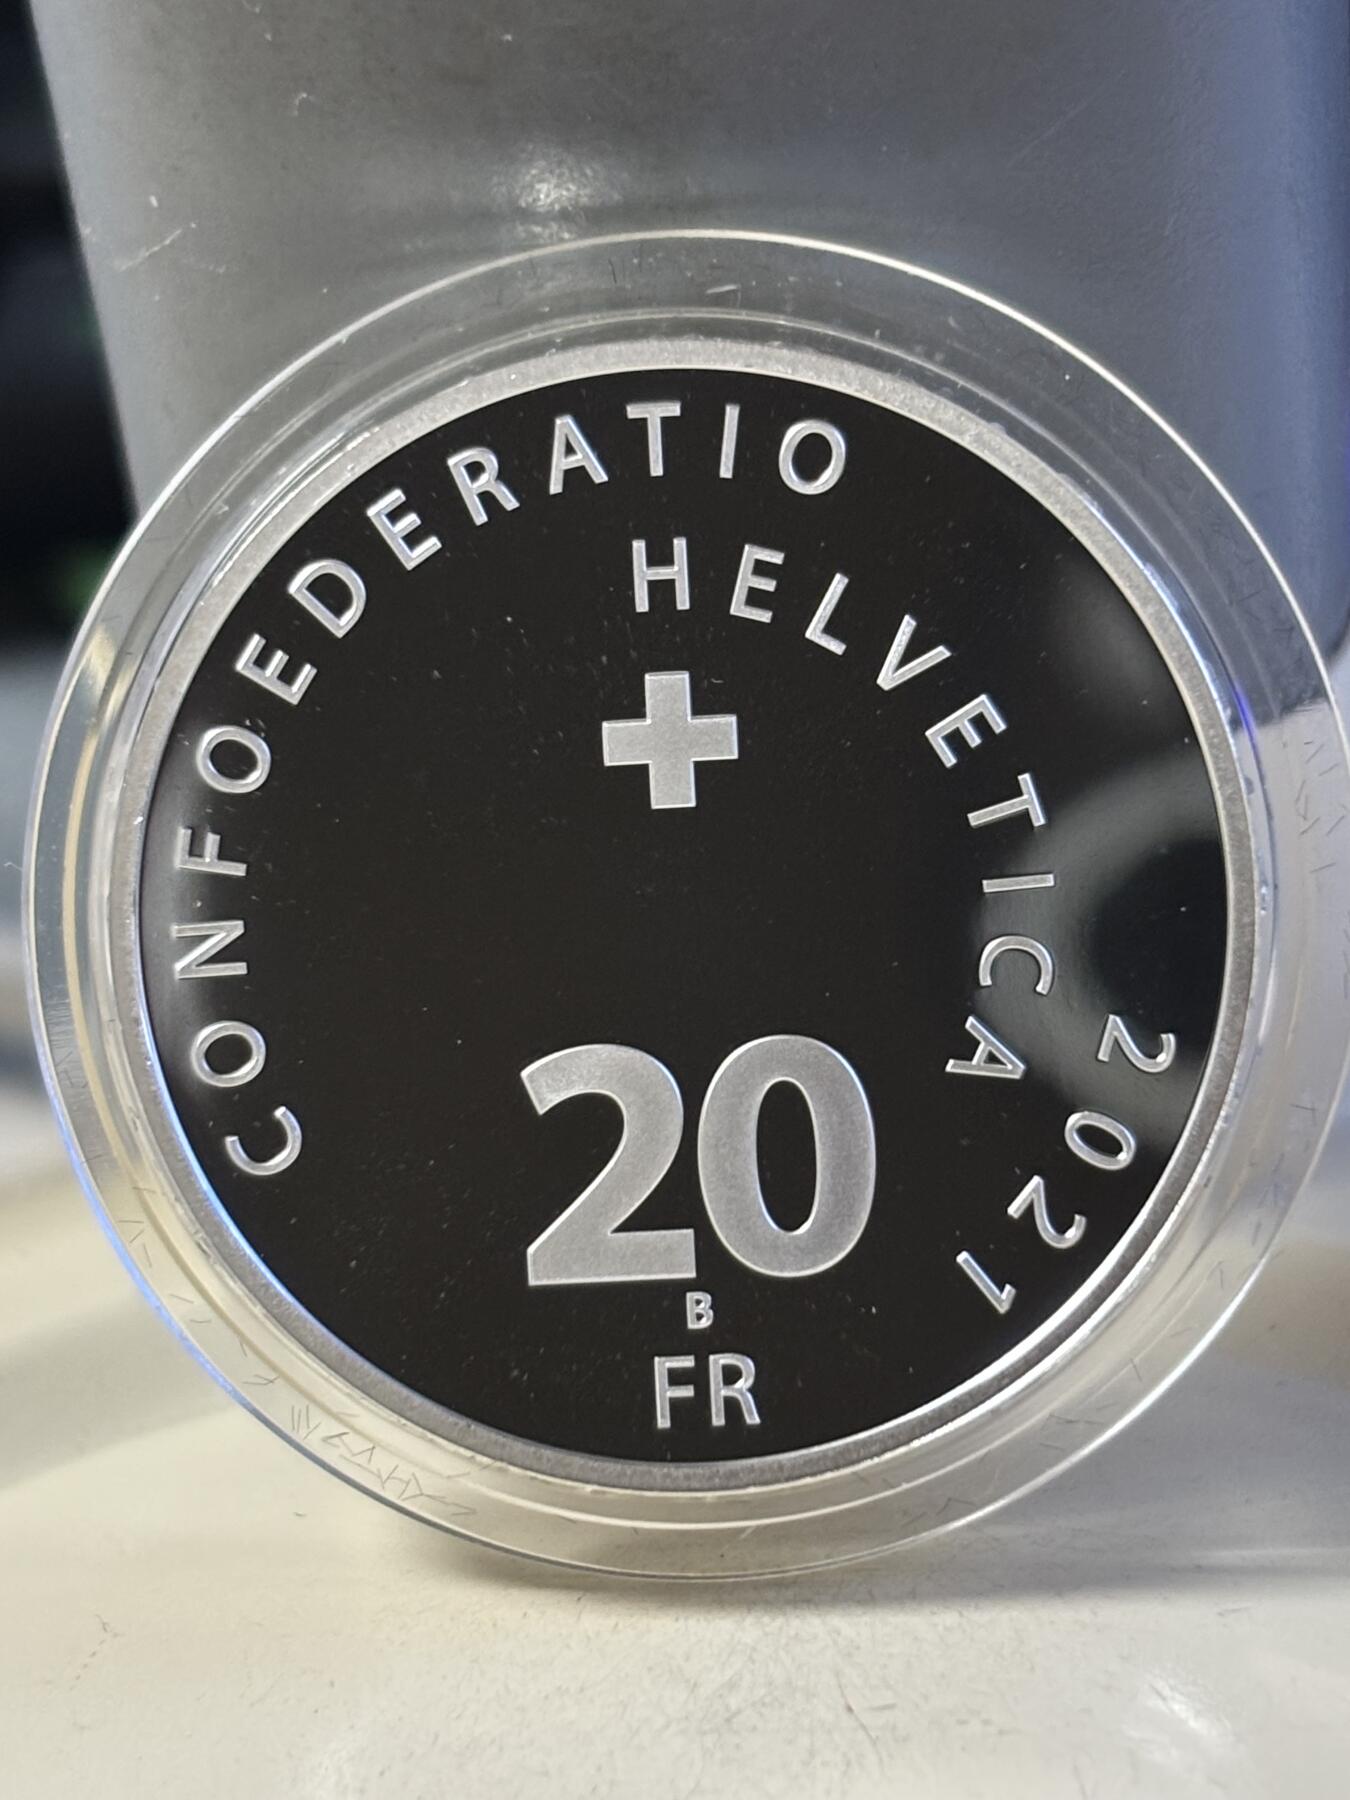 CONFOEDERATIO
HELVETICA
2021
20
B
FR